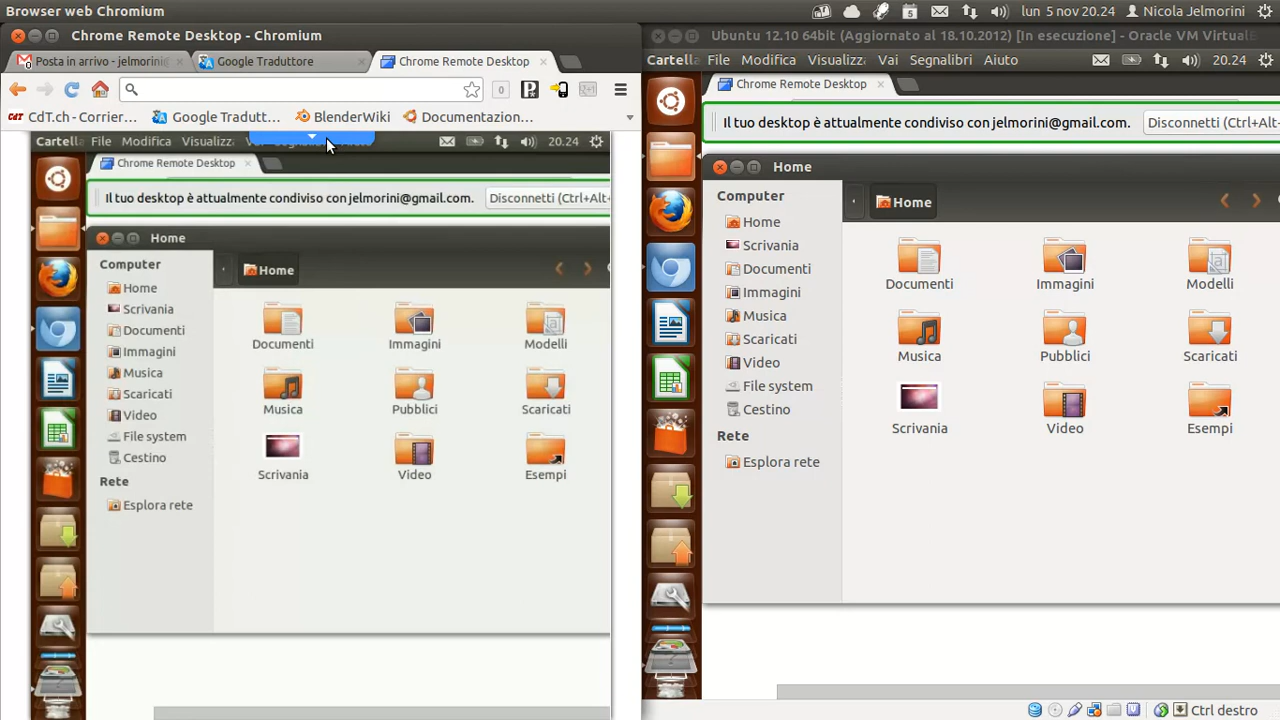 Browser web Chromium
lun 5 nov 20.24
Nicola Jelmorini
Chrome Remote Desktop - Chromium
Posta in arrivo - jelmorini@
Google Traduttore
Chrome Remote Desktop
CdT.ch - Corrier...
Google Tradutt...
BlenderWiki
Documentazion...
Cartella
File
Modifica
Visualizza
20.24
Chrome Remote Desktop
Il tuo desktop è attualmente condiviso con jelmorini@gmail.com.
Disconnetti (Ctrl+Alt+
Home
Computer
Home
Home
Scrivania
Documenti
Immagini
Musica
Scaricati
Video
File system
Cestino
Rete
Esplora rete
Documenti
Immagini
Modelli
Musica
Pubblici
Scaricati
Scrivania
Video
Esempi
Ubuntu 12.10 64bit (Aggiornato al 18.10.2012) [In esecuzione] - Oracle VM VirtualB
Cartella
File
Modifica
Visualizza
Vai
Segnalibri
Aiuto
20.24
Chrome Remote Desktop
Il tuo desktop è attualmente condiviso con jelmorini@gmail.com.
Disconnetti (Ctrl+Alt-
Home
Computer
Home
Home
Scrivania
Documenti
Immagini
Musica
Scaricati
Video
File system
Cestino
Rete
Esplora rete
Documenti
Immagini
Modelli
Musica
Pubblici
Scaricati
Scrivania
Video
Esempi
Ctrl destro